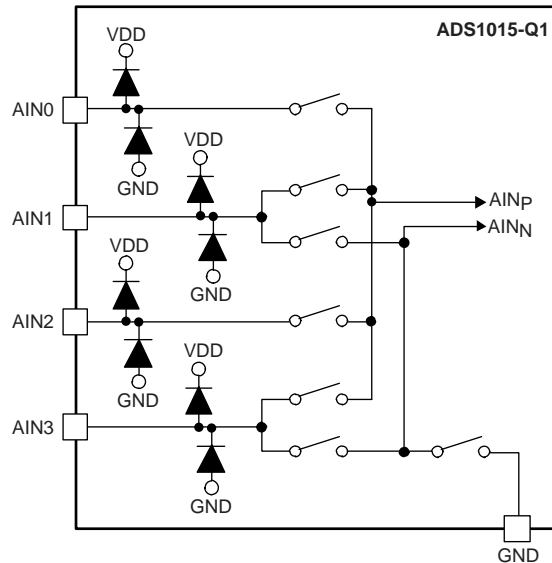 ADS1015-Q1
VDD
AIN0
VDD
GND
AINP
AIN1
AINN
VDD
GND
AIN2
VDD
GND
AIN3
GND
GND